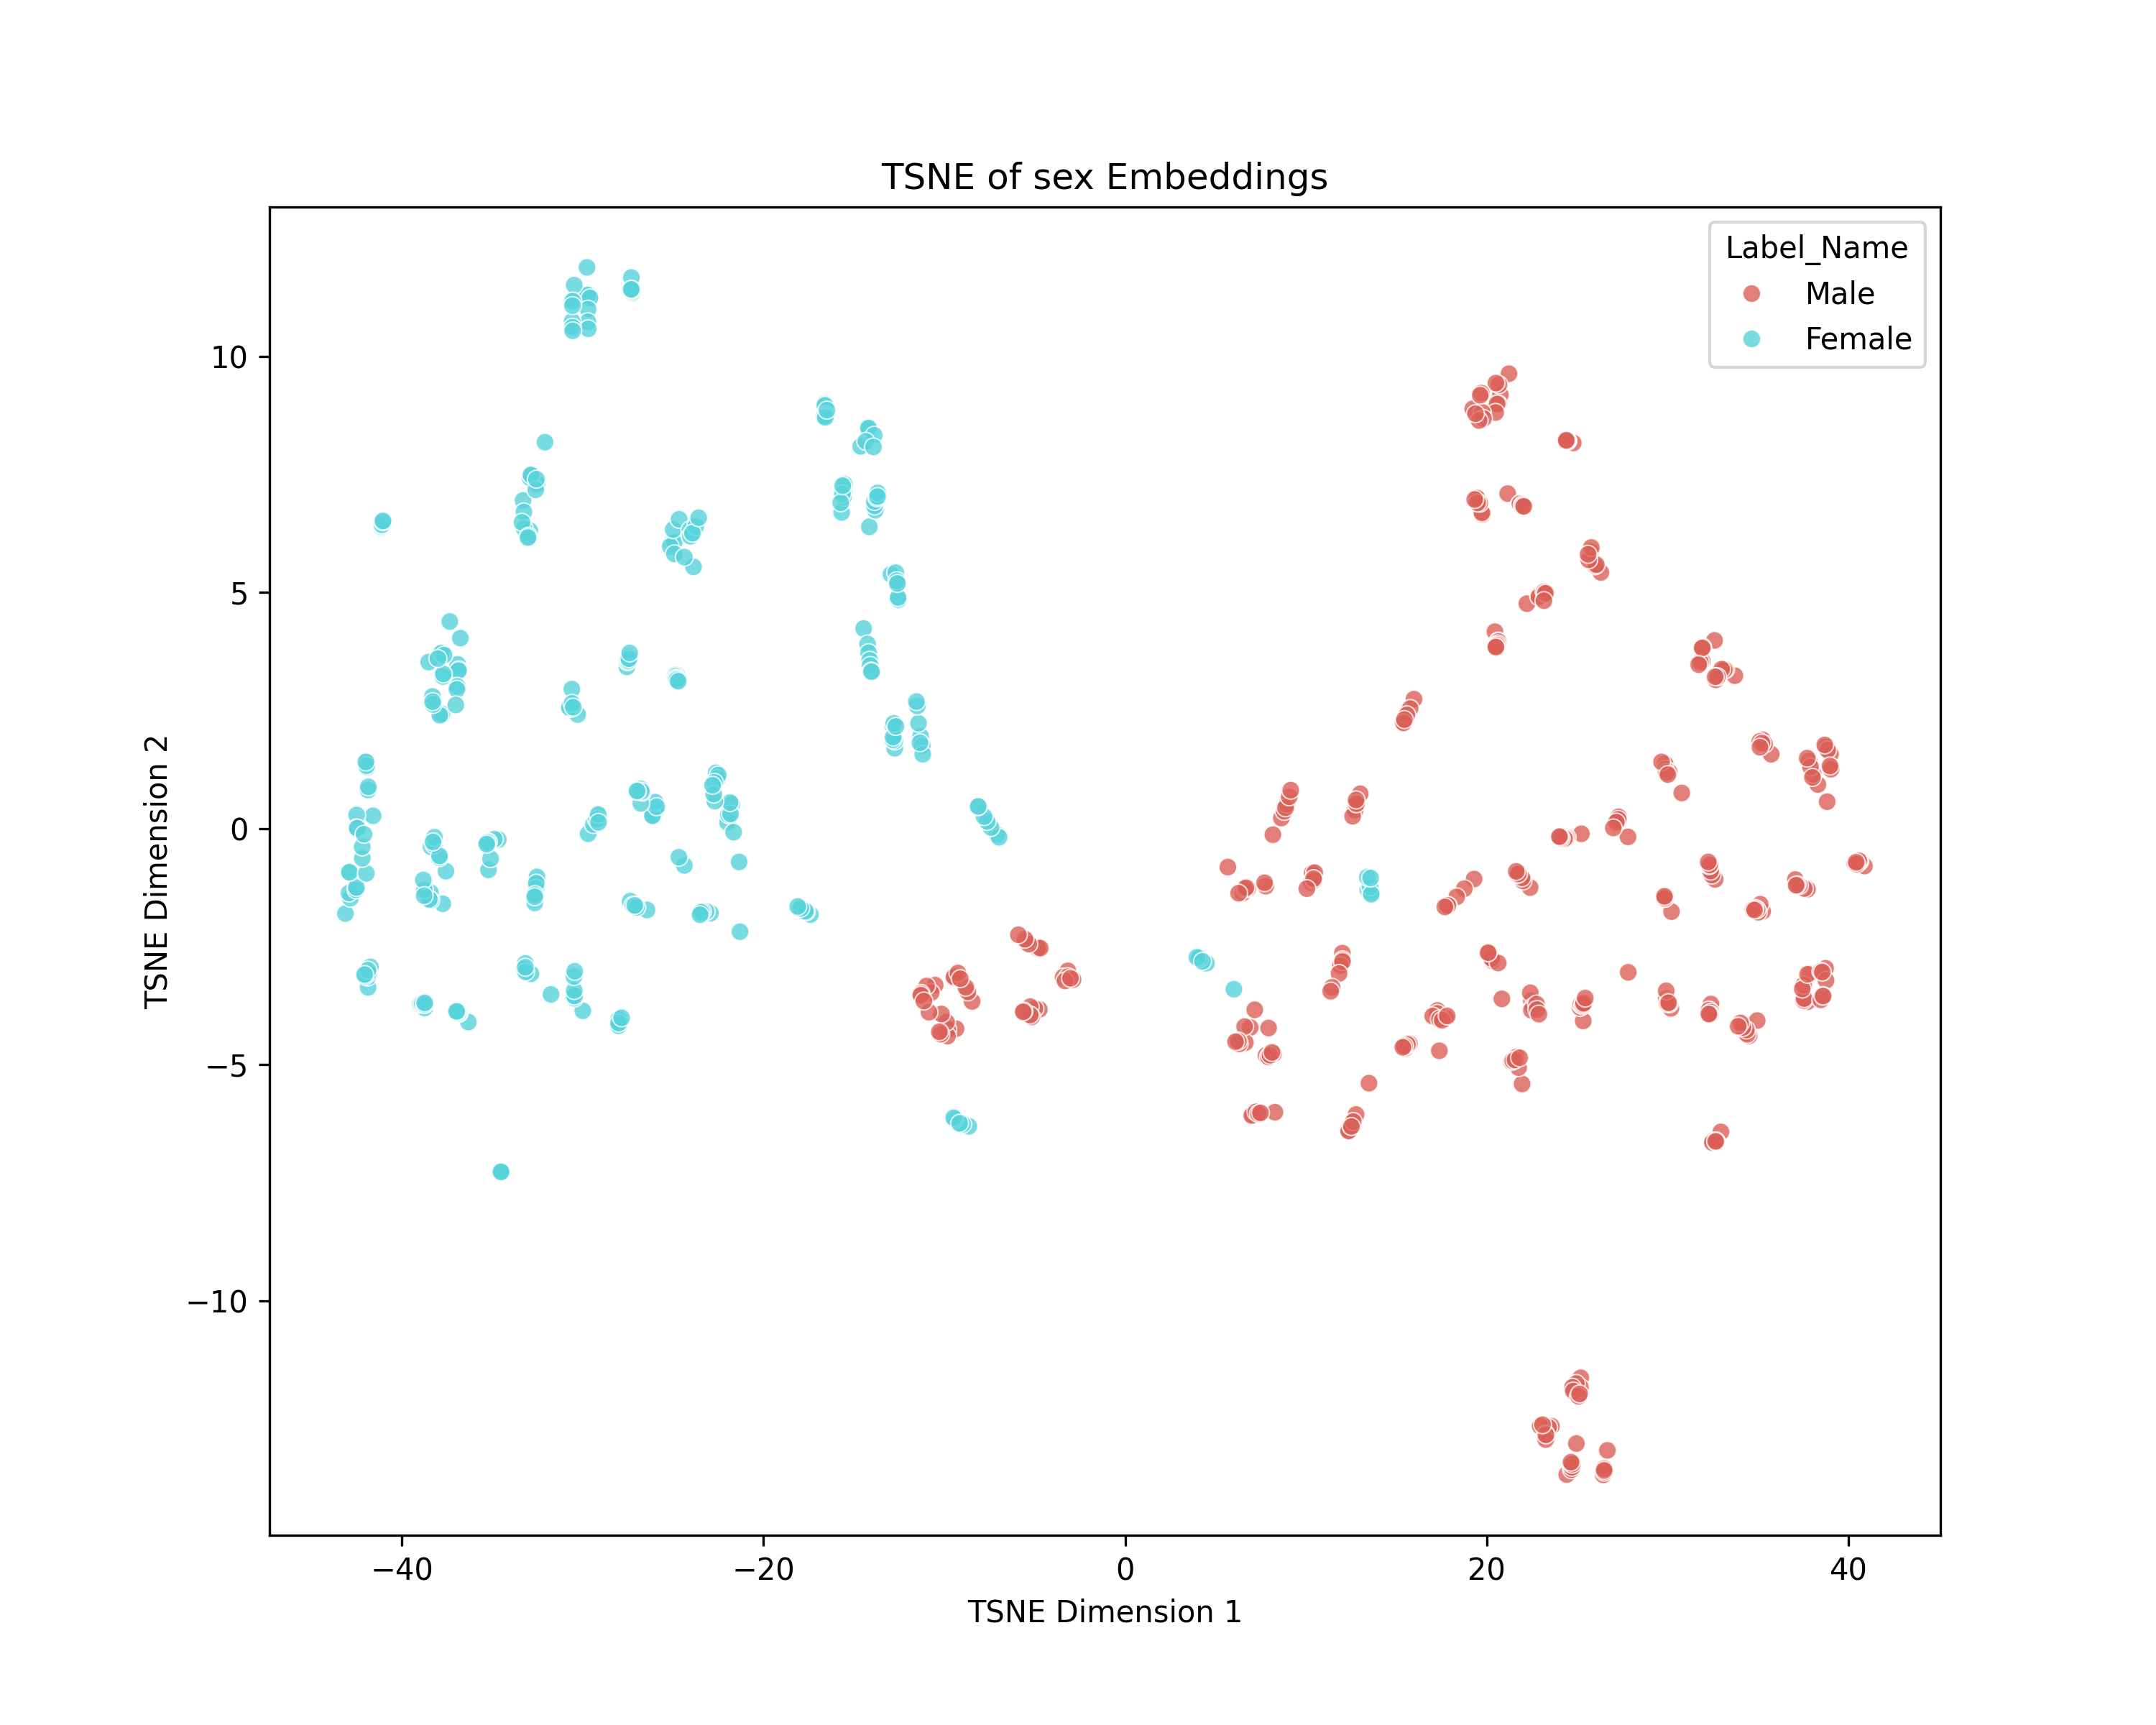 TSNE of sex Embeddings
Label_Name
Male
Female
10
5
0
−5
−10
TSNE Dimension 2
−40
−20
0
20
40
TSNE Dimension 1